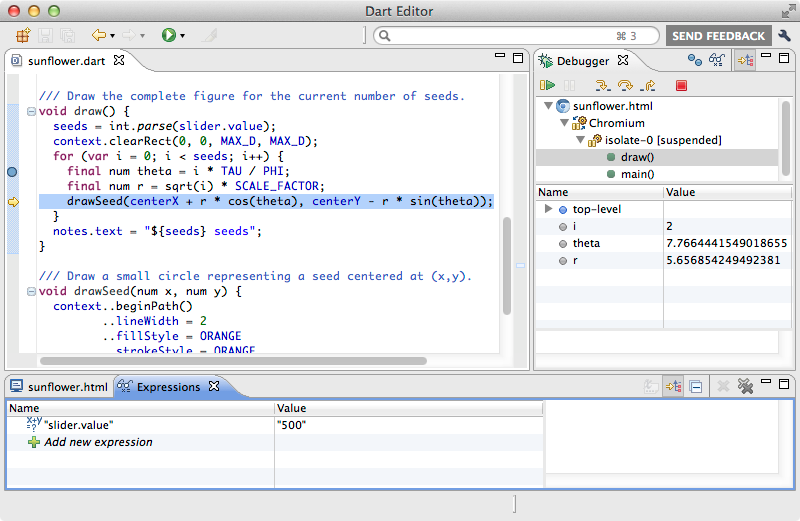 Dart Editor
⌘ 3
SEND FEEDBACK
sunflower.dart
/// Draw the complete figure for the current number of seeds.
void draw() {
seeds = int.parse(slider.value);
context.clearRect(0, 0, MAX_D, MAX_D);
for (var i = 0; i < seeds; i++) {
final num theta = i * TAU / PHI;
final num r = sqrt(i) * SCALE_FACTOR;
drawSeed(centerX + r * cos(theta), centerY - r * sin(theta));
}
notes.text = "${seeds} seeds";
}
/// Draw a small circle representing a seed centered at (x,y).
void drawSeed(num x, num y) {
context..beginPath()
..lineWidth = 2
..fillStyle = ORANGE
..strokeStyle = ORANGE
Debugger
sunflower.html
Chromium
isolate-0 [suspended]
draw()
main()
Name Value
top-level
i 2
theta 7.7664441549018655
r 5.656854249492381
sunflower.html
Expressions
Name Value
x+y=? "slider.value" "500"
Add new expression